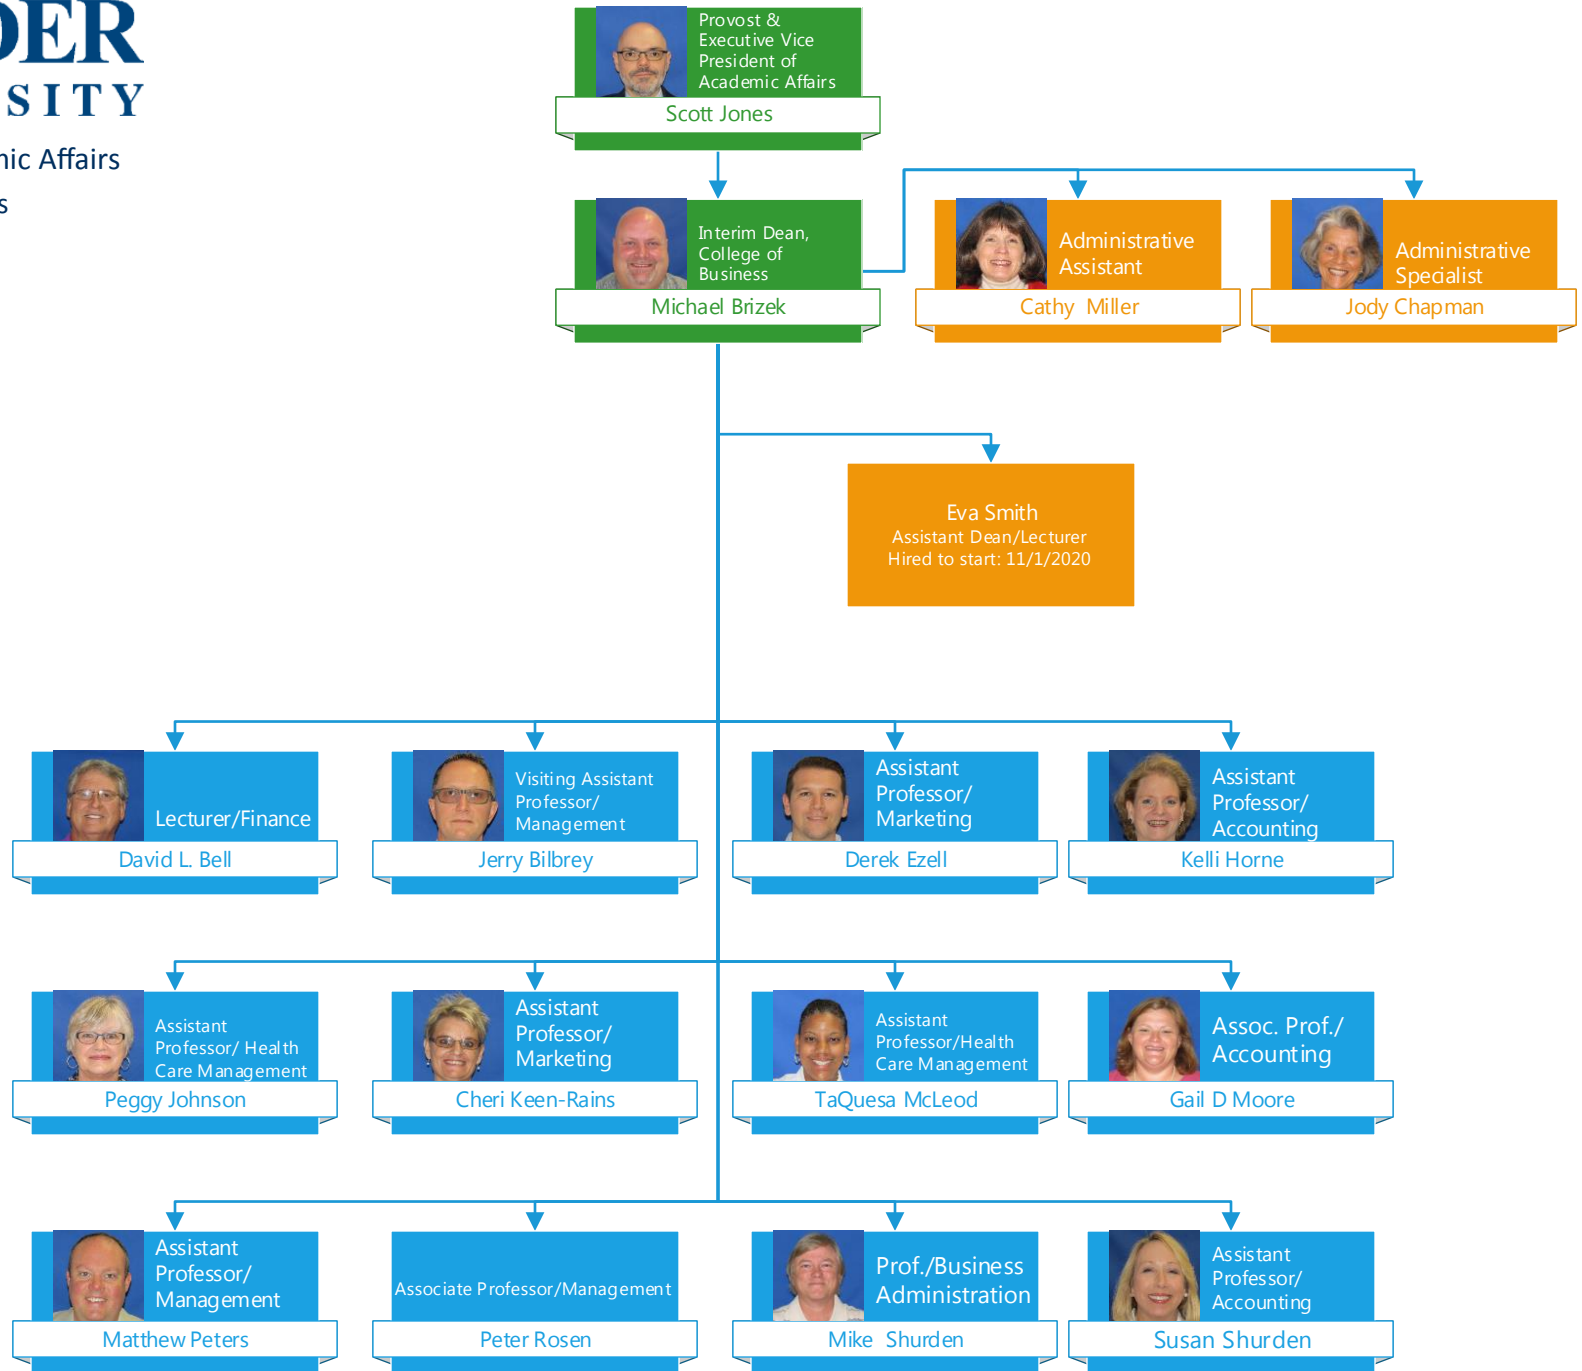 DER
SITY
nic Affairs
s
Provost &
Executive Vice
President of
Academic Affairs
Scott Jones
Interim Dean,
College of
Business
Michael Brizek
Administrative
Assistant
Cathy Miller
Administrative
Specialist
Jody Chapman
Eva Smith
Assistant Dean/Lecturer
Hired to start: 11/1/2020
Lecturer/Finance
David L. Bell
Visiting Assistant
Professor/
Management
Jerry Bilbrey
Assistant
Professor/
Marketing
Derek Ezell
Assistant
Professor/
Accounting
Kelli Horne
Assistant
Professor/ Health
Care Management
Peggy Johnson
Assistant
Professor/
Marketing
Cheri Keen-Rains
Assistant
Professor/Health
Care Management
TaQuesa McLeod
Assoc. Prof./
Accounting
Gail D Moore
Assistant
Professor/
Management
Matthew Peters
Associate Professor/Management
Peter Rosen
Prof./Business
Administration
Mike Shurden
Assistant
Professor/
Accounting
Susan Shurden